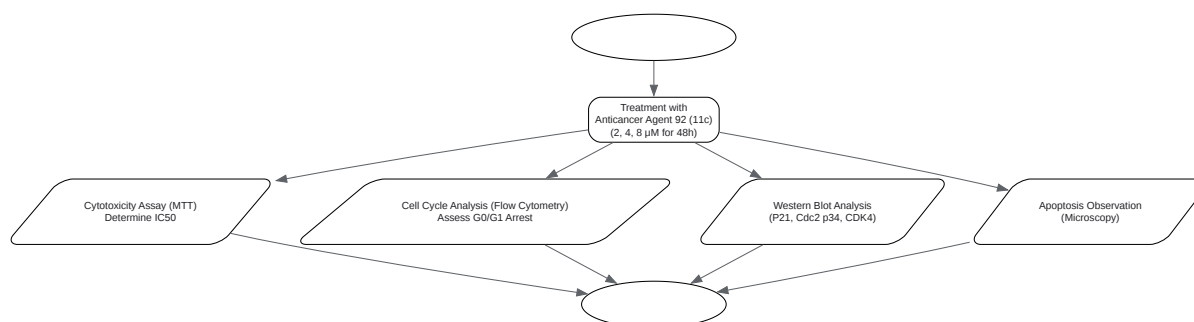 Treatment with
Anticancer Agent 92 (11c)
(2, 4, 8 μM for 48h)
Cytotoxicity Assay (MTT)
Determine IC50
Cell Cycle Analysis (Flow Cytometry)
Assess G0/G1 Arrest
Western Blot Analysis
(P21, Cdc2 p34, CDK4)
Apoptosis Observation
(Microscopy)